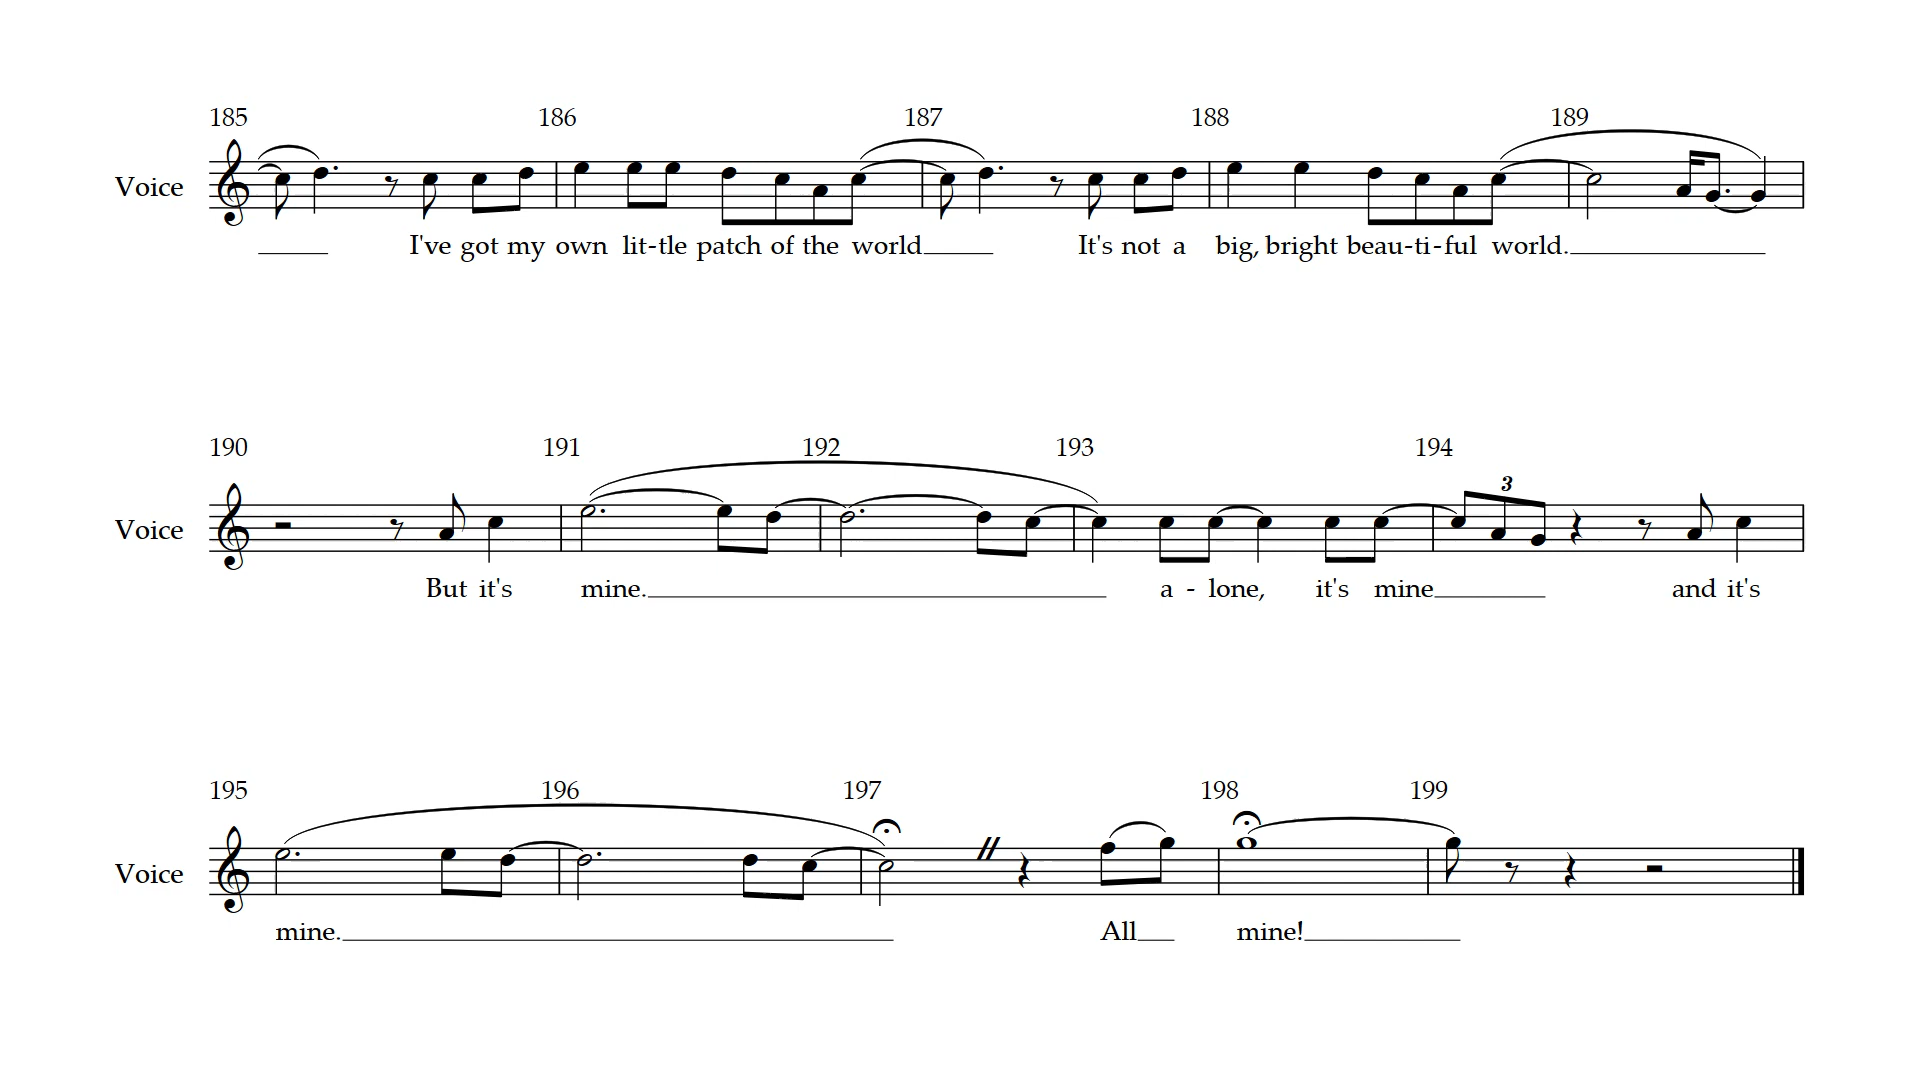 185 186 187 188 189
Voice
I've got my own lit-tle patch of the world It's not a big, bright beau-ti-ful world.
190 191 192 193 194
3
Voice
But it's mine. a - lone, it's mine and it's
195 196 197 198 199
Voice
mine. All mine!